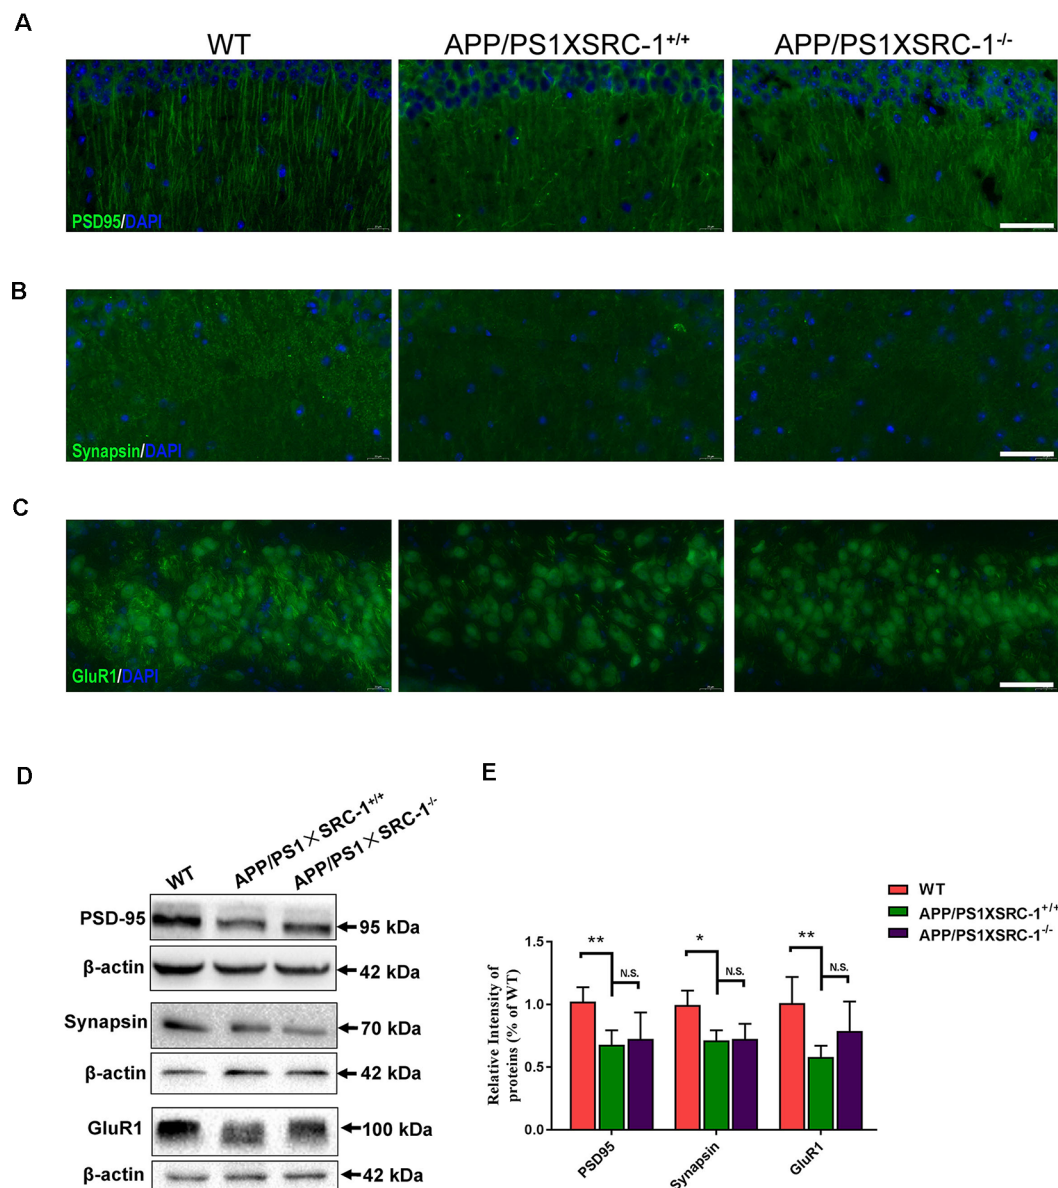 A
WT
APP/PS1XSRC-1+/+
APP/PS1XSRC-1-/-
PSD95/DAPI
B
Synapsin/DAPI
C
GluR1/DAPI
D
WT
APP/PS1×SRC-1+/+
APP/PS1×SRC-1-/-
PSD-95
95 kDa
β-actin
42 kDa
Synapsin
70 kDa
β-actin
42 kDa
GluR1
100 kDa
β-actin
42 kDa
E
WT
APP/PS1XSRC-1+/+
APP/PS1XSRC-1-/-
Relative Intensity of
proteins (% of WT)
1.5
1.0
0.5
0.0
**
N.S.
*
N.S.
**
N.S.
PSD95
Synapsin
GluR1